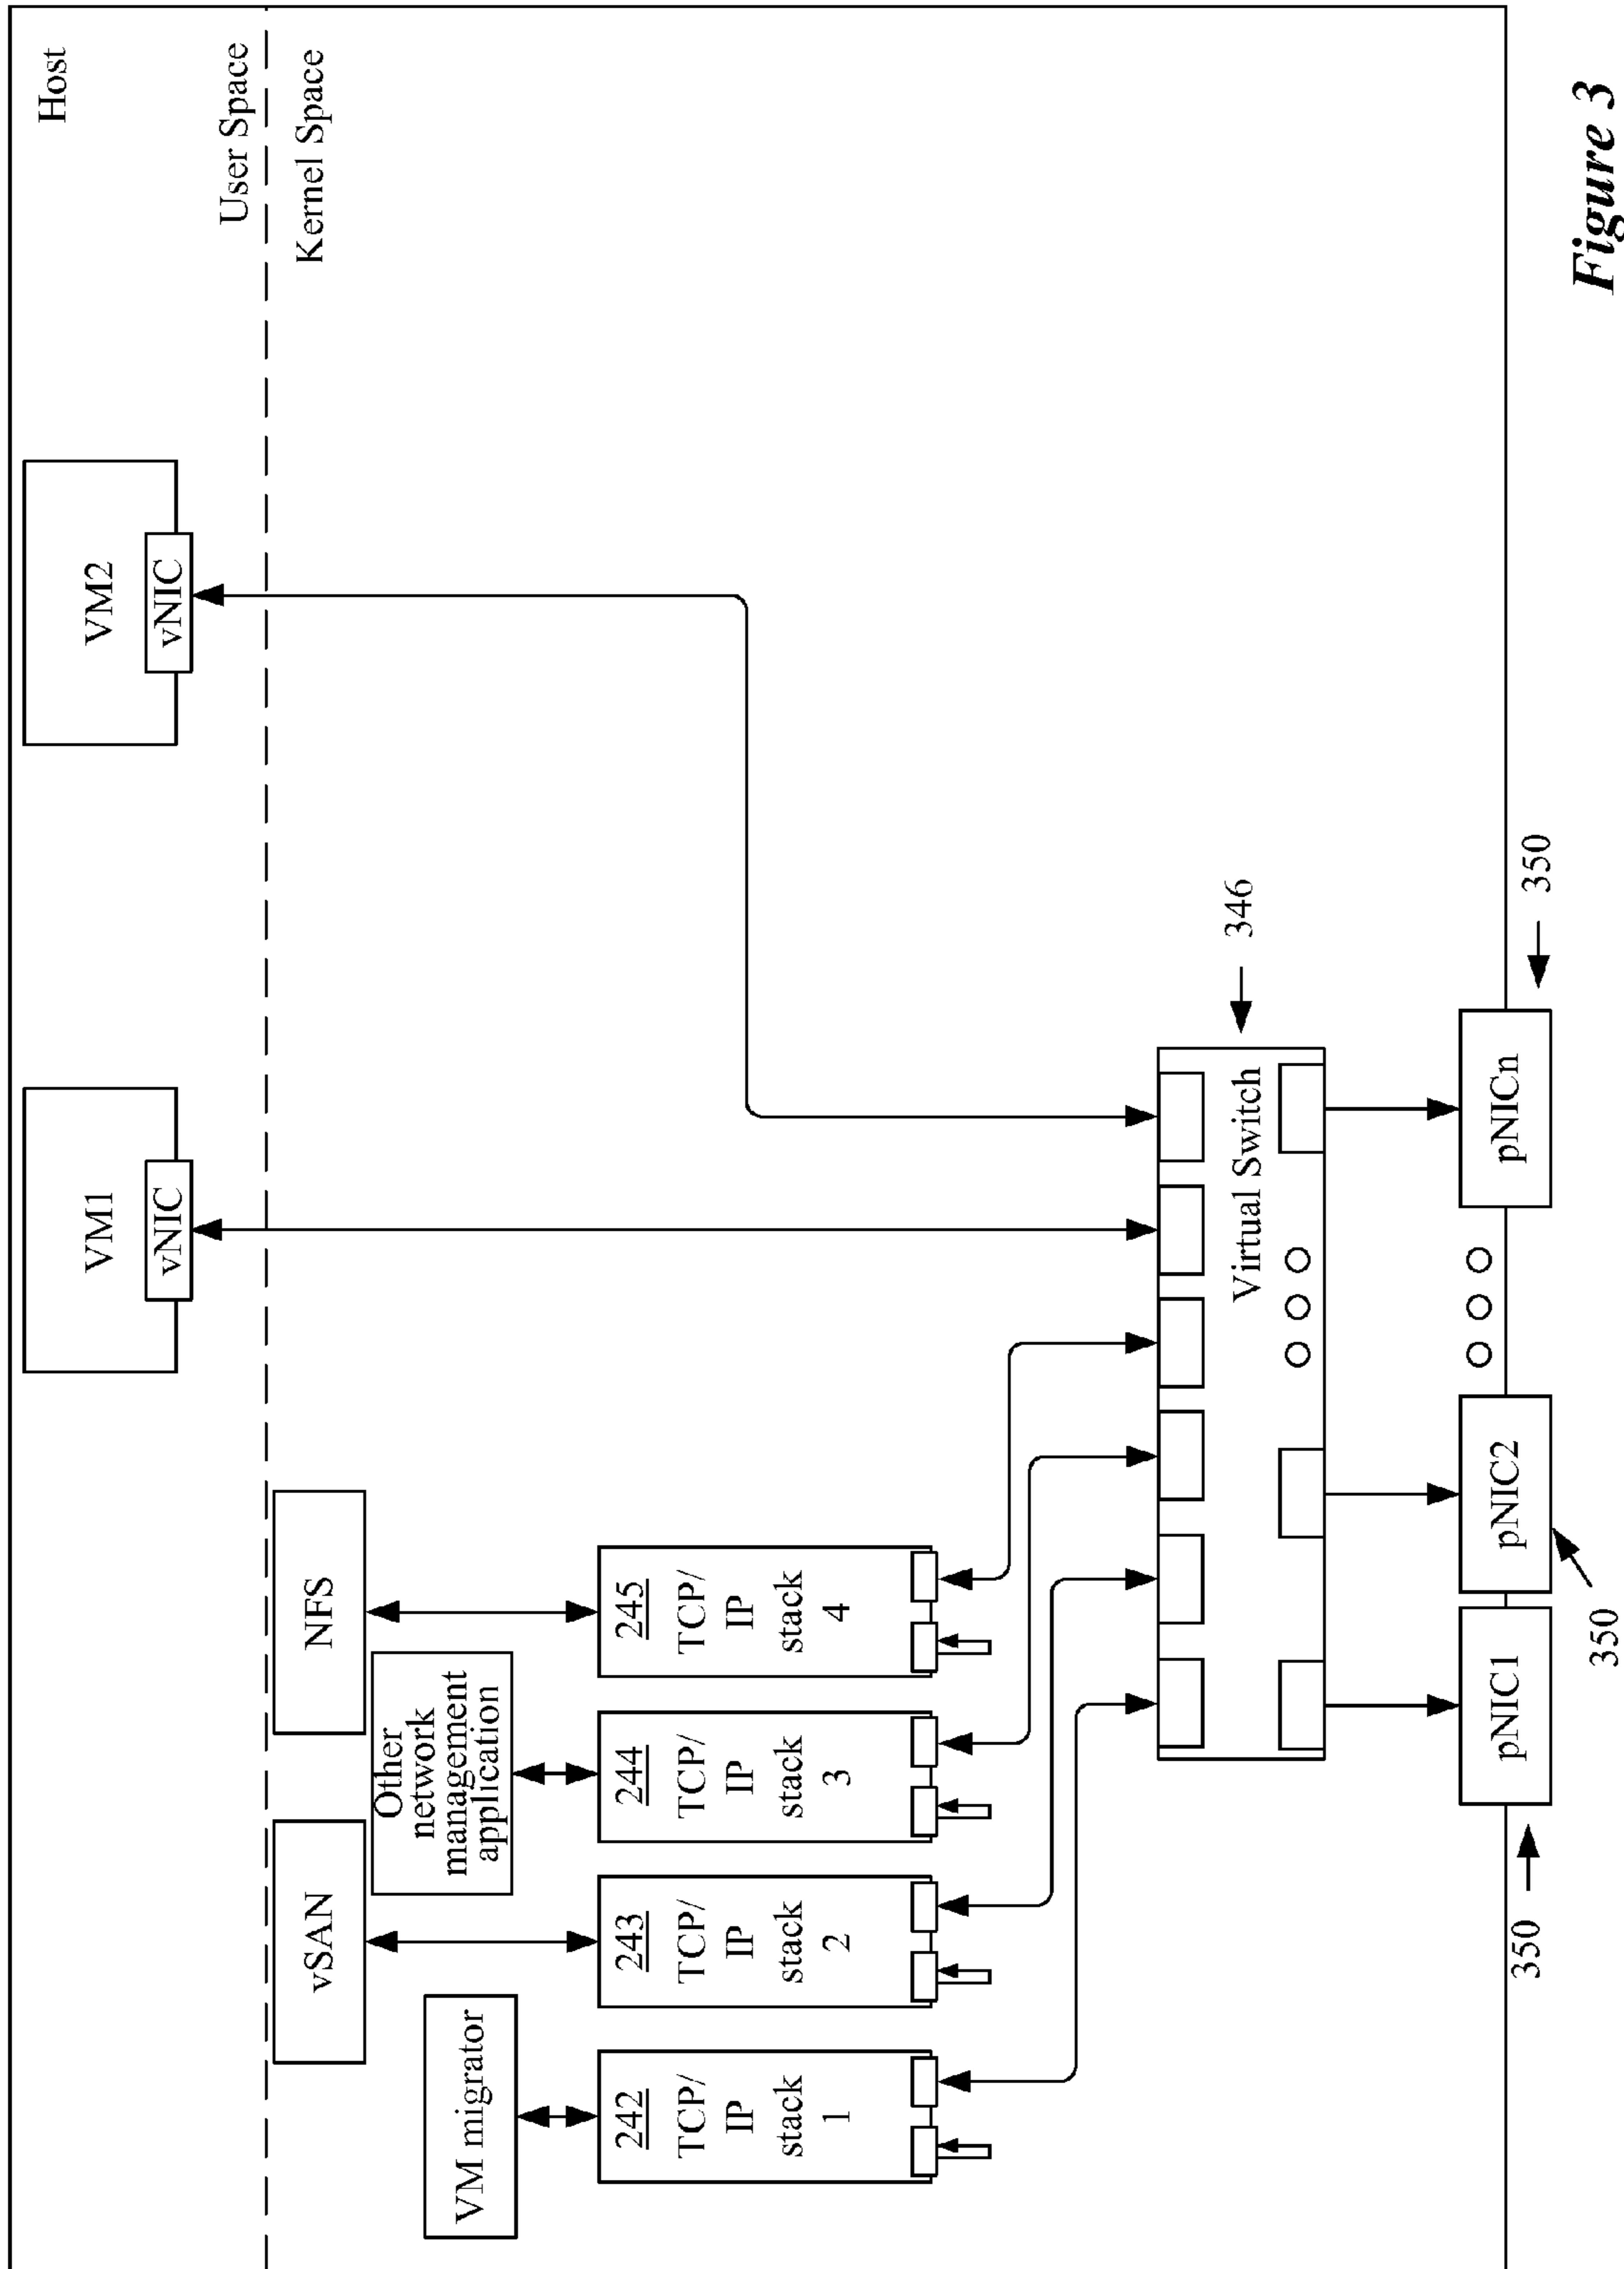 Host
VM1
vNIC
VM2
vNIC
User Space
Kernel Space
vSAN
NFS
VM migrator
Other
network
management
application
242
TCP/
IP
stack
1
243
TCP/
IP
stack
2
244
TCP/
IP
stack
3
245
TCP/
IP
stack
4
Virtual Switch
346
pNIC1
pNIC2
pNICn
350
350
350
Figure 3